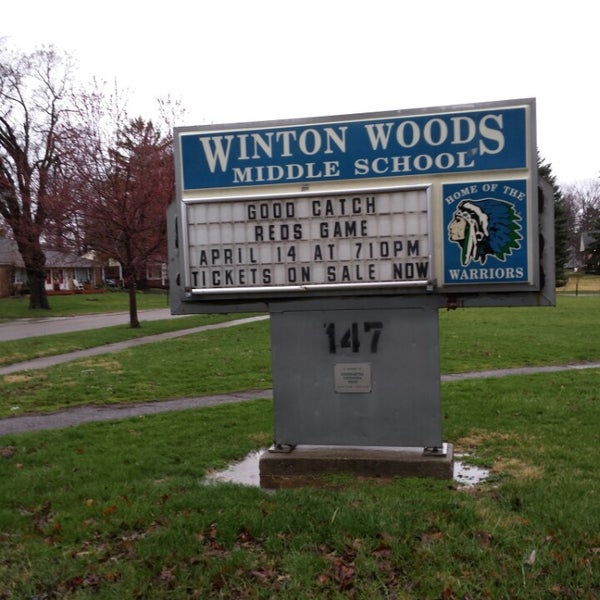 WINTON WOODS
MIDDLE SCHOOL
GOOD CATCH
REDS GAME
APRIL 14 AT 710PM
TICKETS ON SALE NOW
HOME OF THE
WARRIORS
147